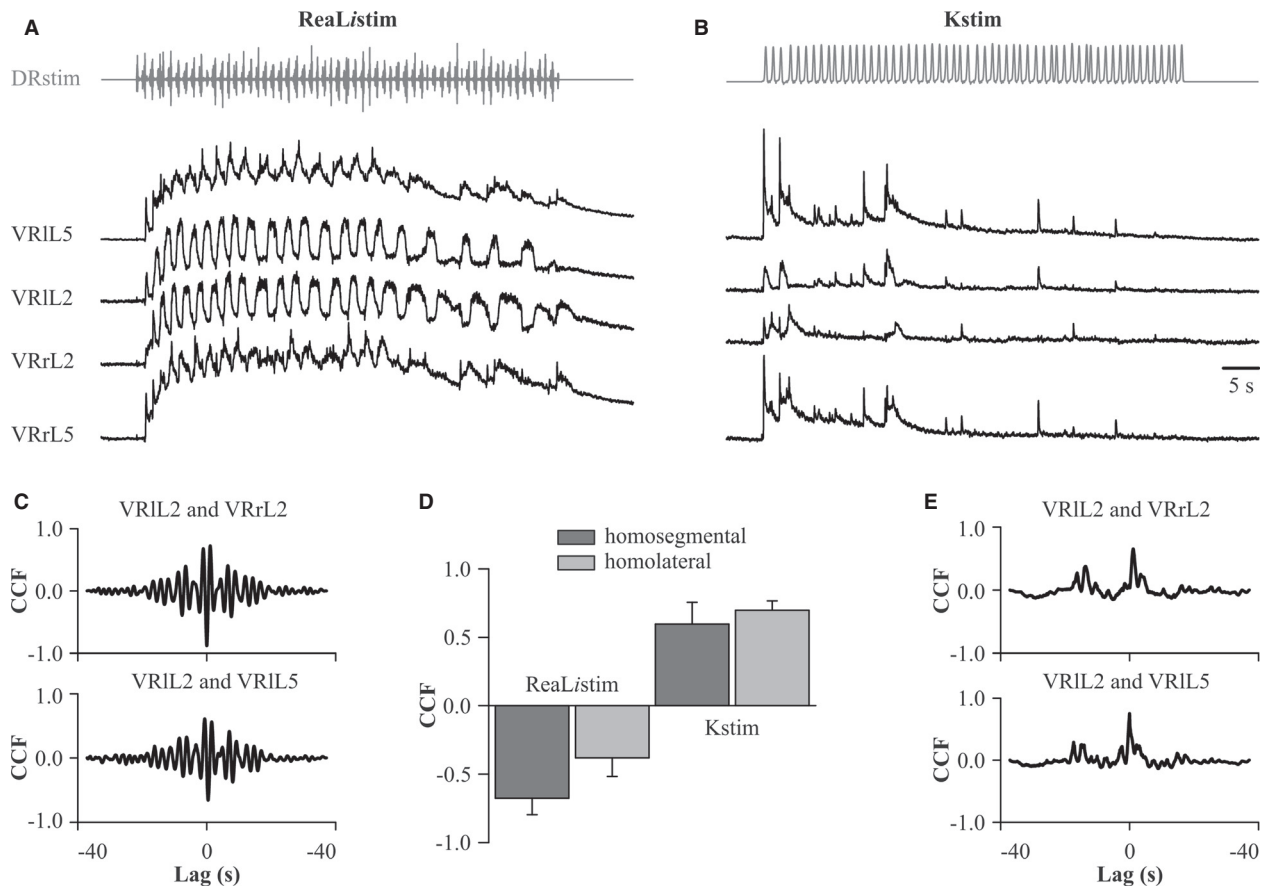 A
ReaListim
B
Kstim
DRstim
VRlL5
VRlL2
VRrL2
VRrL5
5 s
C
VRlL2 and VRrL2
1.0
0.0
-1.0
CCF
VRlL2 and VRlL5
1.0
0.0
-1.0
CCF
-40
0
-40
Lag (s)
D
homosegmental
homolateral
1.0
0.5
0.0
-0.5
-1.0
CCF
ReaListim
Kstim
E
VRlL2 and VRrL2
1.0
0.0
-1.0
CCF
VRlL2 and VRlL5
1.0
0.0
-1.0
CCF
-40
0
-40
Lag (s)